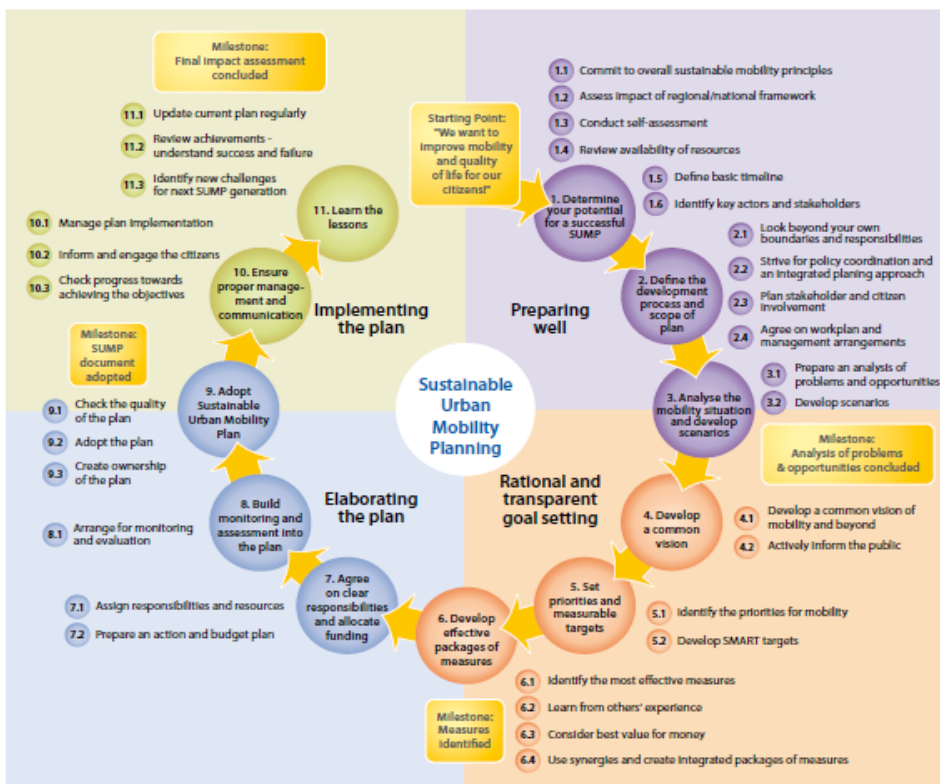 Milestone:
Final impact assessment
concluded
11.1 Update current plan regularly
11.2 Review achievements -
understand success and failure
11.3 Identify new challenges
for next SUMP generation
10.1 Manage plan implementation
10.2 Inform and engage the citizens
10.3 Check progress towards
achieving the objectives
11. Learn the
lessons
10. Ensure
proper manage-
ment and
communication
Implementing
the plan
Starting Point:
"We want to
improve mobility
and quality
of life for our
citizens!"
1.1 Commit to overall sustainable mobility principles
1.2 Assess impact of regional/national framework
1.3 Conduct self-assessment
1.4 Review availability of resources
1.5 Define basic timeline
1.6 Identify key actors and stakeholders
1. Determine
your potential
for a successful
SUMP
2.1 Look beyond your own
boundaries and responsibilities
2.2 Strive for policy coordination and
an integrated planing approach
2.3 Plan stakeholder and citizen
involvement
2.4 Agree on workplan and
management arrangements
2. Define the
development
process and
scope of
plan
Preparing
well
3.1 Prepare an analysis of
problems and opportunities
3.2 Develop scenarios
3. Analyse the
mobility situation
and develop
scenarios
Sustainable
Urban
Mobility
Planning
Milestone:
Analysis of problems
& opportunities concluded
Rational and
transparent
goal setting
4. Develop
a common
vision
4.1 Develop a common vision of
mobility and beyond
4.2 Actively inform the public
5. Set
priorities and
measurable
targets
5.1 Identify the priorities for mobility
5.2 Develop SMART targets
6. Develop
effective
packages of
measures
6.1 Identify the most effective measures
6.2 Learn from others' experience
6.3 Consider best value for money
6.4 Use synergies and create integrated packages of measures
Milestone:
Measures
identified
Elaborating
the plan
7. Agree
on clear
responsibilities
and allocate
funding
7.1 Assign responsibilities and resources
7.2 Prepare an action and budget plan
8. Build
monitoring and
assessment into
the plan
8.1 Arrange for monitoring
and evaluation
9. Adopt
Sustainable
Urban Mobility
Plan
9.1 Check the quality
of the plan
9.2 Adopt the plan
9.3 Create ownership
of the plan
Milestone:
SUMP
document
adopted